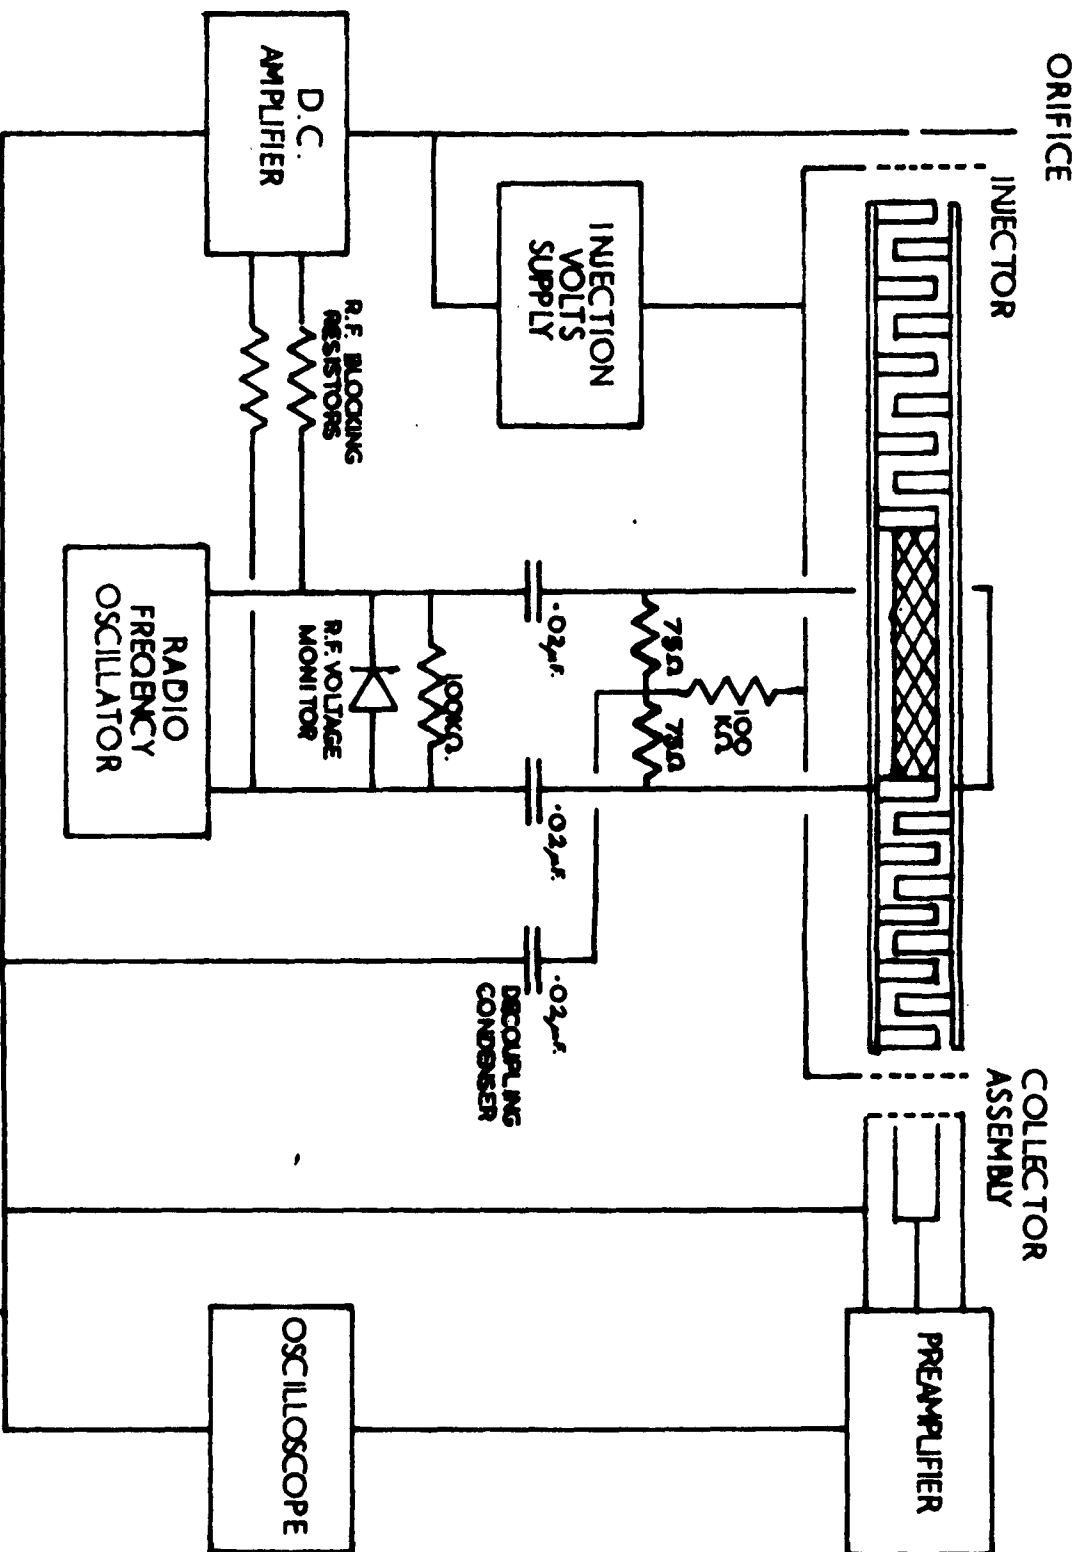 ORIFICE
INJECTOR
COLLECTOR
ASSEMBLY
PREAMPLIFIER
INJECTION
VOLTS
SUPPLY
100
KΩ
75Ω
75Ω
.02μF.
.02μF.
.02μF.
DECOUPLING
CONDENSER
D.C.
AMPLIFIER
R.F. BLOCKING
RESISTORS
100KΩ.
R.F. VOLTAGE
MONITOR
RADIO
FREQENCY
OSCILLATOR
OSCILLOSCOPE